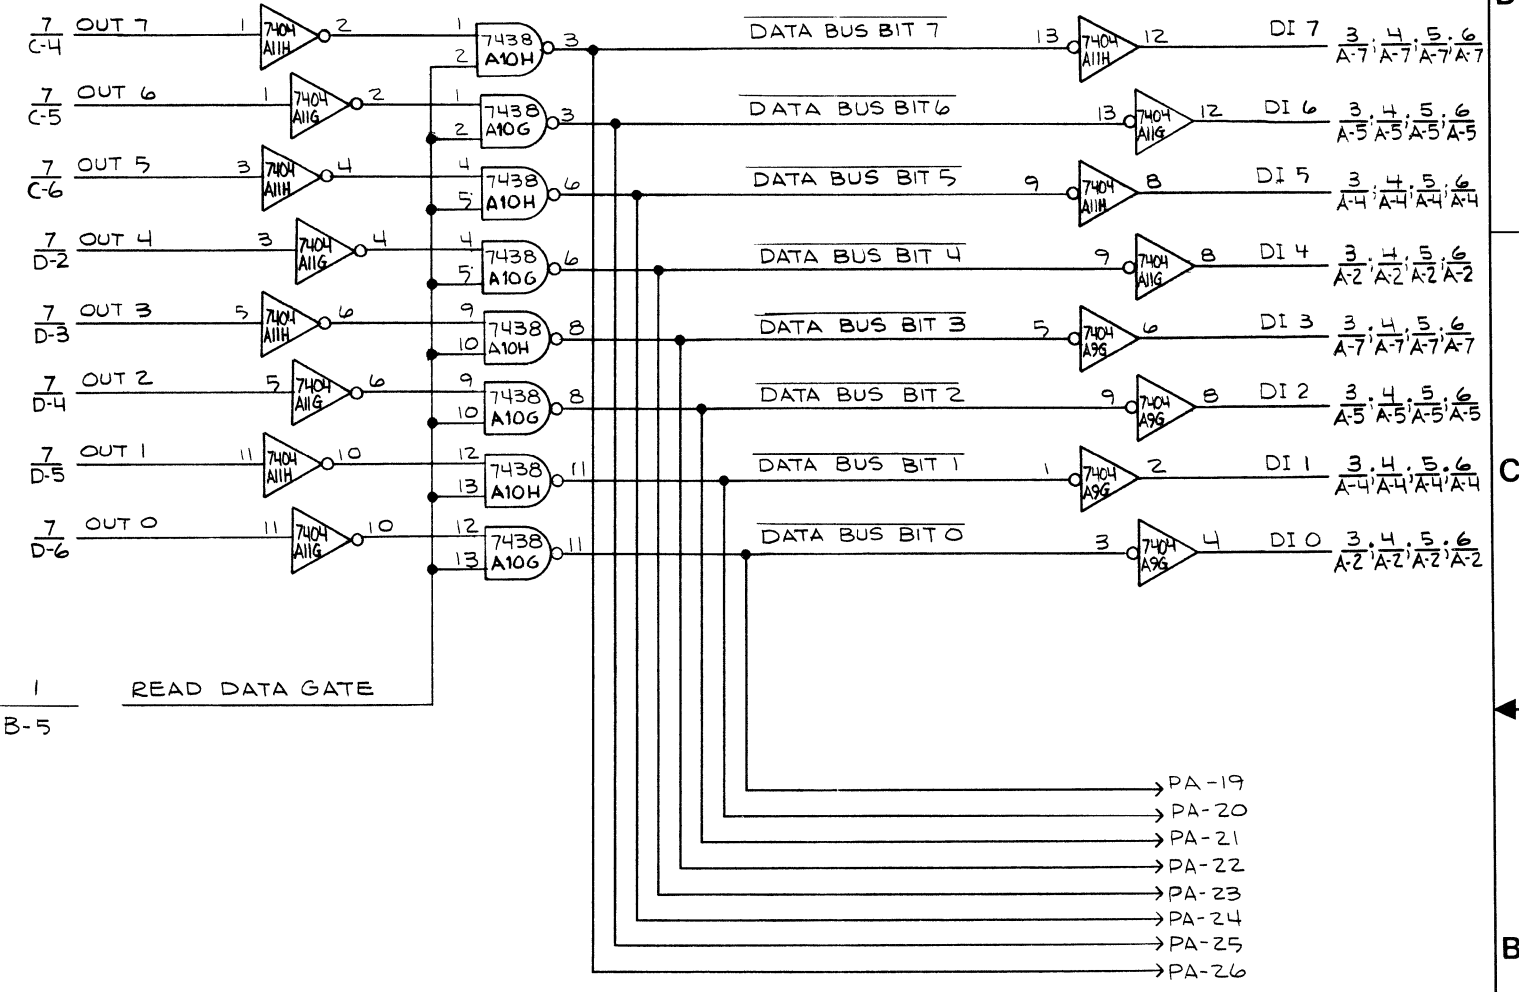 7 OUT 7 1 7404 A11H 2 1 7438 A10H 2 3 DATA BUS BIT 7 13 7404 A11H 12 DI 7 3 ; 4 ; 5 ; 6
C-4 A-7 A-7 A-7 A-7
7 OUT 6 1 7404 A11G 2 1 7438 A10G 2 3 DATA BUS BIT 6 13 7404 A11G 12 DI 6 3 ; 4 ; 5 ; 6
C-5 A-5 A-5 A-5 A-5
7 OUT 5 3 7404 A11H 4 4 7438 A10H 5 6 DATA BUS BIT 5 9 7404 A11H 8 DI 5 3 ; 4 ; 5 ; 6
C-6 A-4 A-4 A-4 A-4
7 OUT 4 3 7404 A11G 4 4 7438 A10G 5 6 DATA BUS BIT 4 9 7404 A11G 8 DI 4 3 ; 4 ; 5 ; 6
D-2 A-2 A-2 A-2 A-2
7 OUT 3 5 7404 A11H 6 9 7438 A10H 10 8 DATA BUS BIT 3 5 7404 A9G 6 DI 3 3 ; 4 ; 5 ; 6
D-3 A-7 A-7 A-7 A-7
7 OUT 2 5 7404 A11G 6 9 7438 A10G 10 8 DATA BUS BIT 2 9 7404 A9G 8 DI 2 3 ; 4 ; 5 ; 6
D-4 A-5 A-5 A-5 A-5
7 OUT 1 11 7404 A11H 10 12 7438 A10H 13 11 DATA BUS BIT 1 1 7404 A9G 2 DI 1 3 ; 4 ; 5 ; 6
D-5 A-4 A-4 A-4 A-4
C
7 OUT 0 11 7404 A11G 10 12 7438 A10G 13 11 DATA BUS BIT 0 3 7404 A9G 4 DI 0 3 ; 4 ; 5 ; 6
D-6 A-2 A-2 A-2 A-2
1 READ DATA GATE
B-5
PA-19
PA-20
PA-21
PA-22
PA-23
PA-24
PA-25
B
PA-26